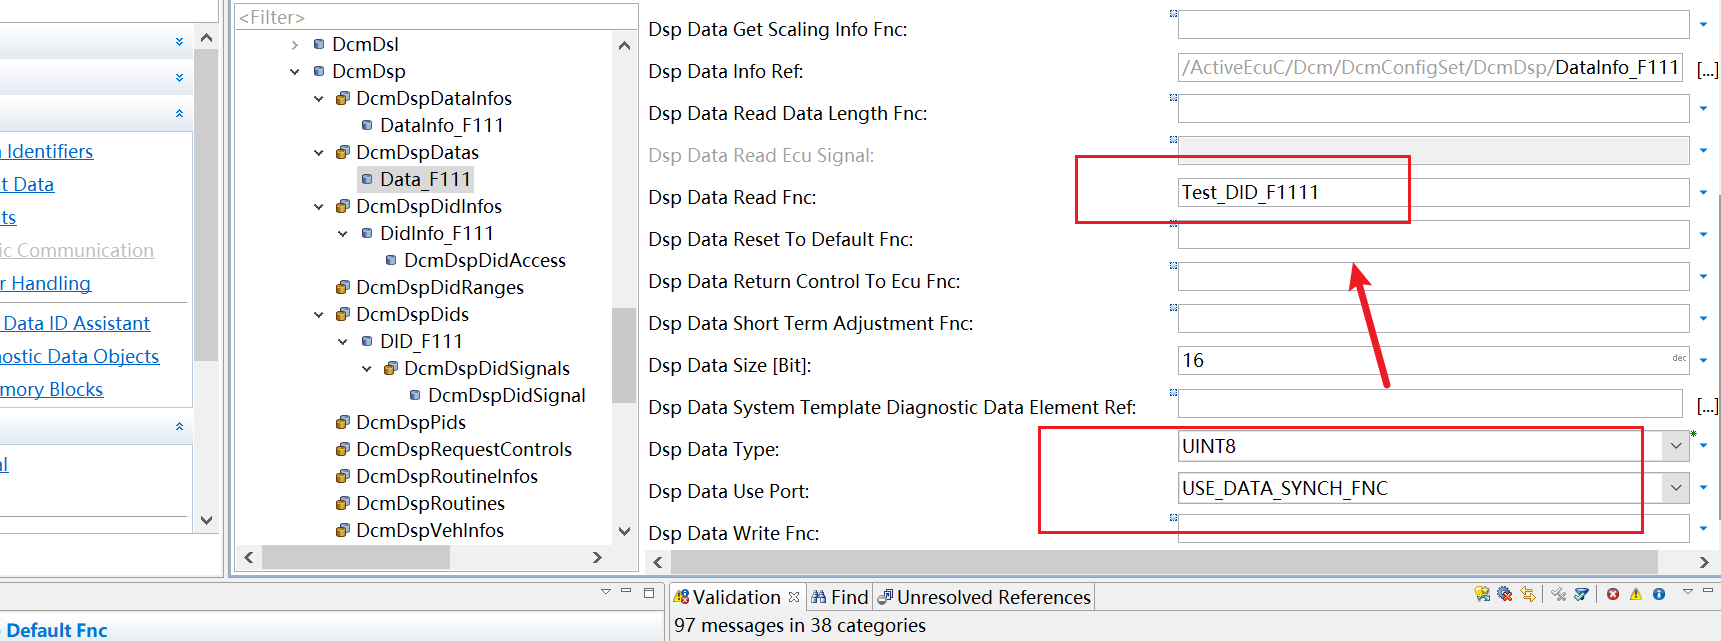 <Filter>
DcmDsl
DcmDsp
DcmDspDataInfos
DataInfo_F111
DcmDspDatas
Data_F111
DcmDspDidInfos
DidInfo_F111
DcmDspDidAccess
DcmDspDidRanges
DcmDspDids
DID_F111
DcmDspDidSignals
DcmDspDidSignal
DcmDspPids
DcmDspRequestControls
DcmDspRoutineInfos
DcmDspRoutines
DcmDspVehInfos
Identifiers
t Data
ts
ic Communication
r Handling
Data ID Assistant
nostic Data Objects
mory Blocks
al
Dsp Data Get Scaling Info Fnc:
Dsp Data Info Ref: /ActiveEcuC/Dcm/DcmConfigSet/DcmDsp/DataInfo_F111 [...]
Dsp Data Read Data Length Fnc:
Dsp Data Read Ecu Signal:
Dsp Data Read Fnc: Test_DID_F1111
Dsp Data Reset To Default Fnc:
Dsp Data Return Control To Ecu Fnc:
Dsp Data Short Term Adjustment Fnc:
Dsp Data Size [Bit]: 16 dec
Dsp Data System Template Diagnostic Data Element Ref: [...]
Dsp Data Type: UINT8
Dsp Data Use Port: USE_DATA_SYNCH_FNC
Dsp Data Write Fnc:
Default Fnc
Validation Find Unresolved References
97 messages in 38 categories